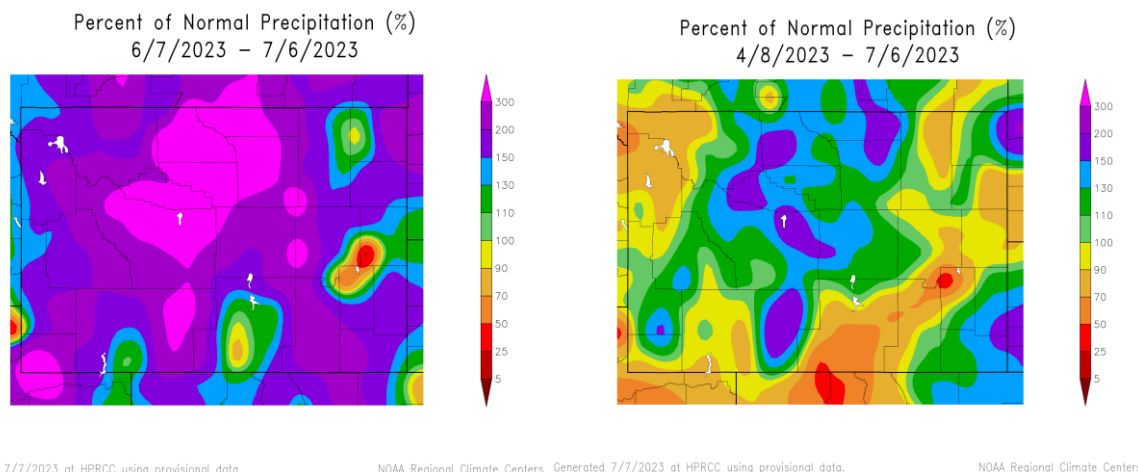 Percent of Normal Precipitation (%)
6/7/2023 – 7/6/2023
300
200
150
130
110
100
90
70
50
25
5
7/7/2023 at HPRCC using provisional data.
NOAA Regional Climate Centers
Percent of Normal Precipitation (%)
4/8/2023 – 7/6/2023
300
200
150
130
110
100
90
70
50
25
5
Generated 7/7/2023 at HPRCC using provisional data.
NOAA Regional Climate Centers